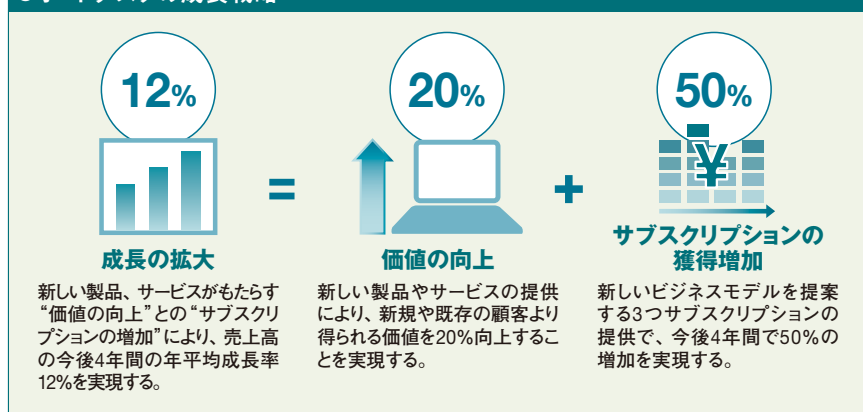 の成長戦略
12%
20%
50%
¥
=
+
成長の拡大
価値の向上
サブスクリプションの
獲得増加
新しい製品、サービスがもたらす
“価値の向上”との“サブスクリ
プションの増加”により、売上高
の今後4年間の年平均成長率
12%を実現する。
新しい製品やサービスの提供
により、新規や既存の顧客より
得られる価値を20%向上するこ
とを実現する。
新しいビジネスモデルを提案
する3つサブスクリプションの
提供で、今後4年間で50%の
増加を実現する。